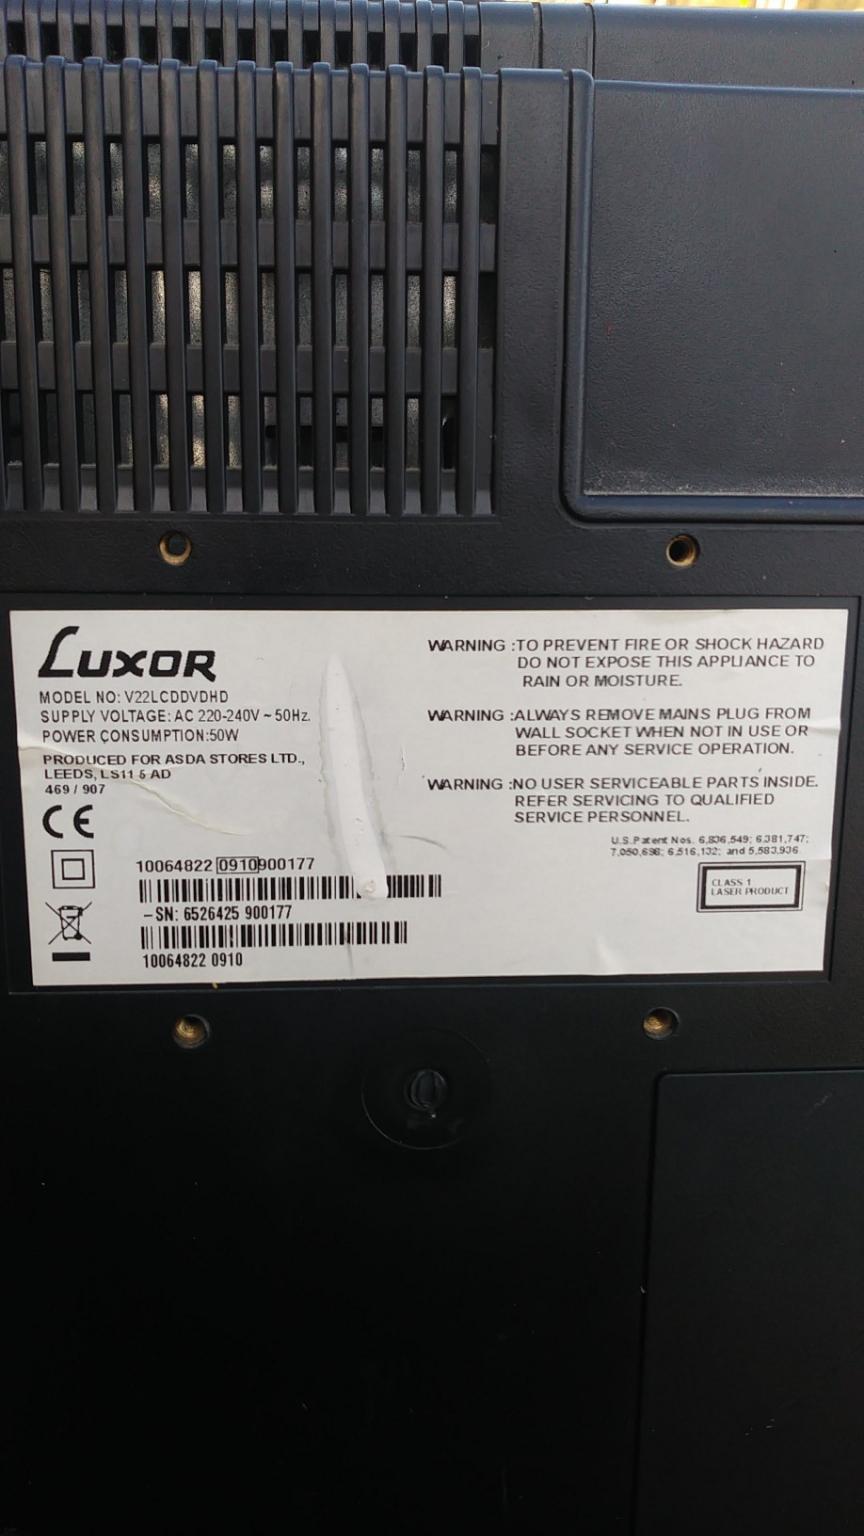 LUXOR
MODEL NO: V22LCDDVDHD
SUPPLY VOLTAGE: AC 220-240V ~ 50Hz.
POWER CONSUMPTION:50W
PRODUCED FOR ASDA STORES LTD.,
LEEDS, LS11 5 AD
469 / 907
CE
10064822 0910 900177
-SN: 6526425 900177
10064822 0910
WARNING :TO PREVENT FIRE OR SHOCK HAZARD
DO NOT EXPOSE THIS APPLIANCE TO
RAIN OR MOISTURE.
WARNING :ALWAYS REMOVE MAINS PLUG FROM
WALL SOCKET WHEN NOT IN USE OR
BEFORE ANY SERVICE OPERATION.
WARNING :NO USER SERVICEABLE PARTS INSIDE.
REFER SERVICING TO QUALIFIED
SERVICE PERSONNEL.
U.S.Patent Nos. 6,836,549; 6,381,747;
7,050,698; 6,516,132; and 5,583,936
CLASS 1
LASER PRODUCT